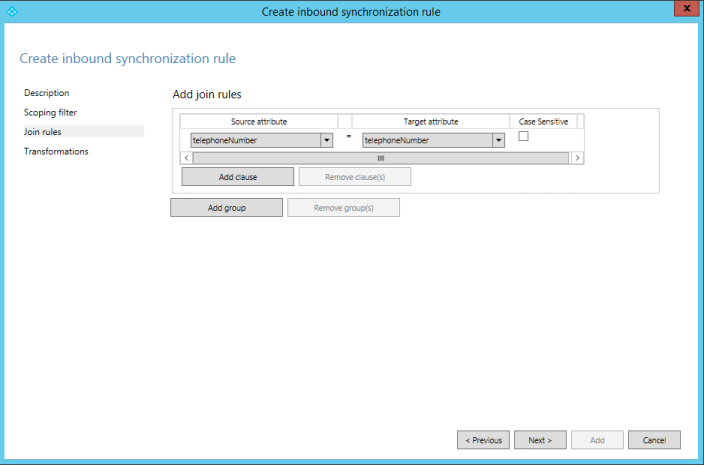 Create inbound synchronization rule
x
Create inbound synchronization rule
Description
Scoping filter
Join rules
Transformations
Add join rules
Source attribute Target attribute Case Sensitive
telephoneNumber = telephoneNumber
Add clause Remove clause(s)
Add group Remove group(s)
< Previous Next > Add Cancel